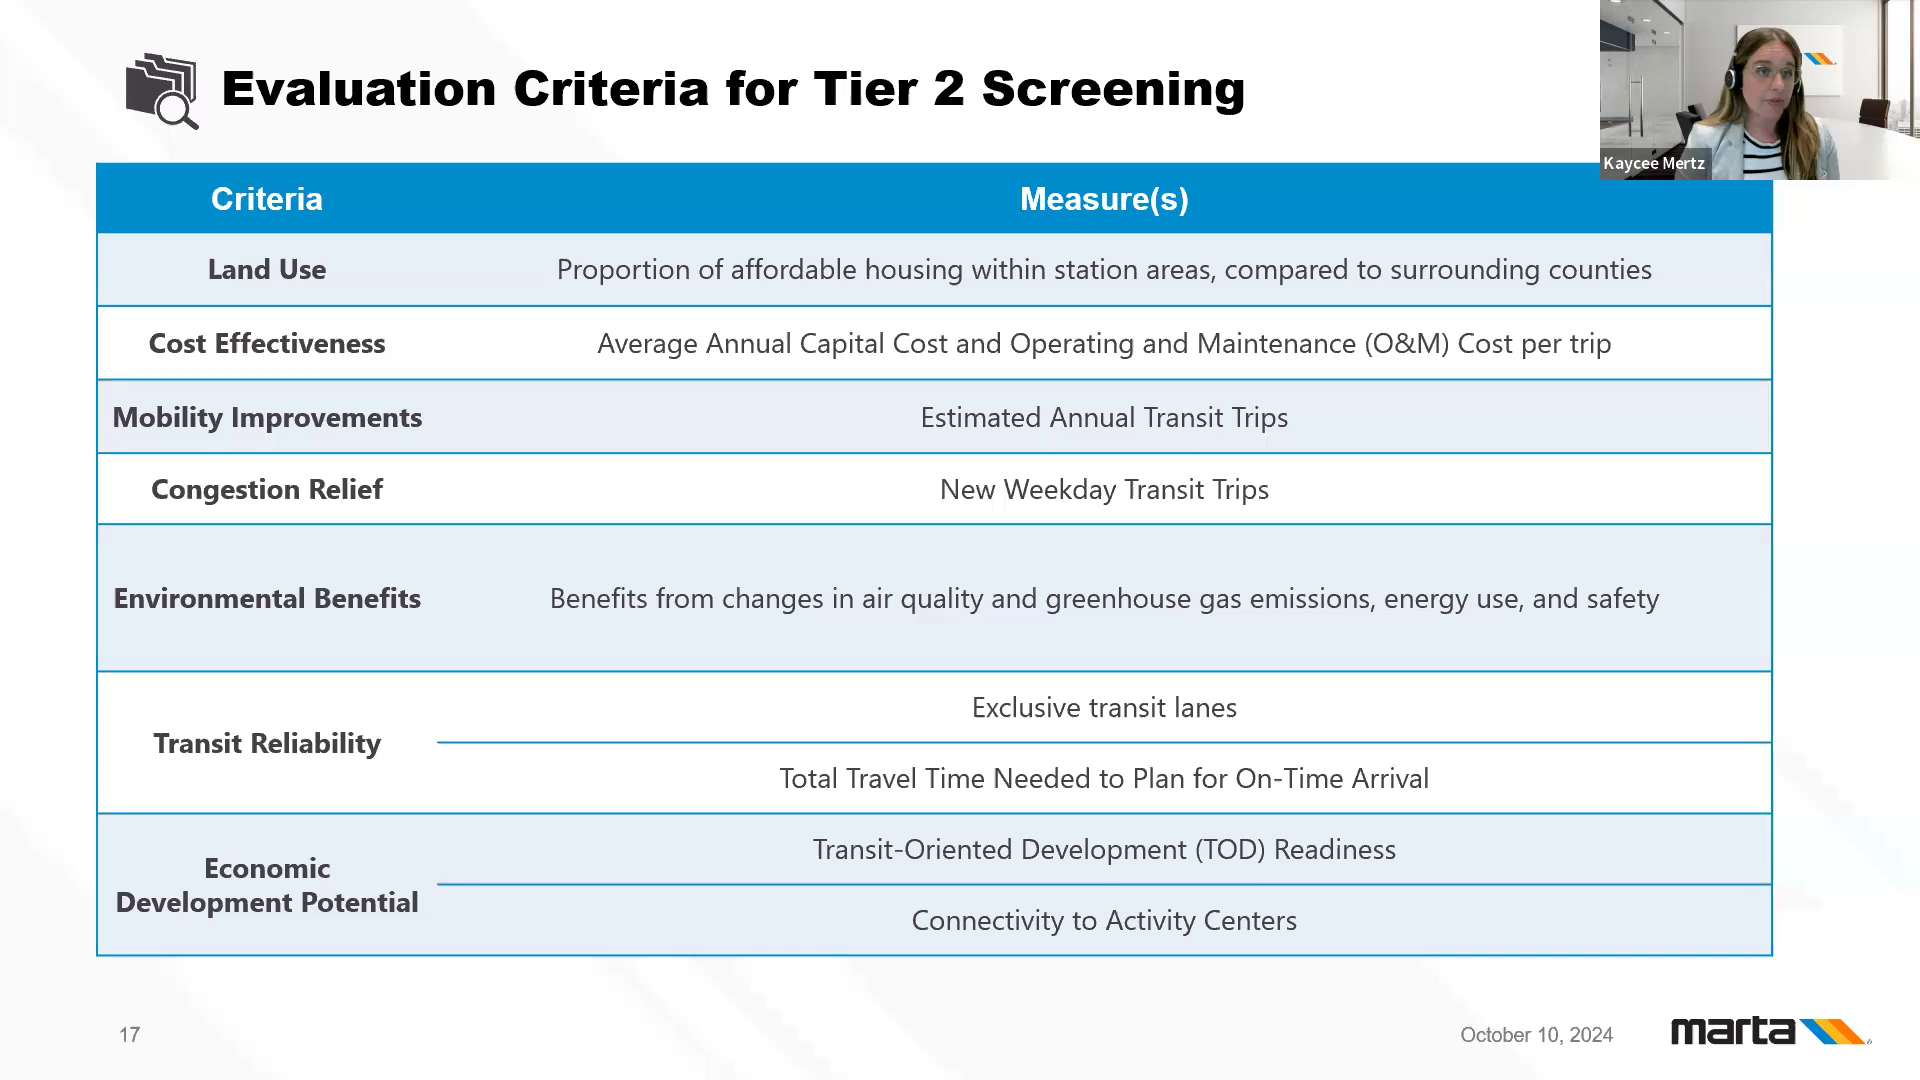 Evaluation Criteria for Tier 2 Screening
Kaycee Mertz
Criteria
Measure(s)
Land Use
Proportion of affordable housing within station areas, compared to surrounding counties
Cost Effectiveness
Average Annual Capital Cost and Operating and Maintenance (O&M) Cost per trip
Mobility Improvements
Estimated Annual Transit Trips
Congestion Relief
New Weekday Transit Trips
Environmental Benefits
Benefits from changes in air quality and greenhouse gas emissions, energy use, and safety
Transit Reliability
Exclusive transit lanes
Total Travel Time Needed to Plan for On-Time Arrival
Economic
Development Potential
Transit-Oriented Development (TOD) Readiness
Connectivity to Activity Centers
17
October 10, 2024
marta